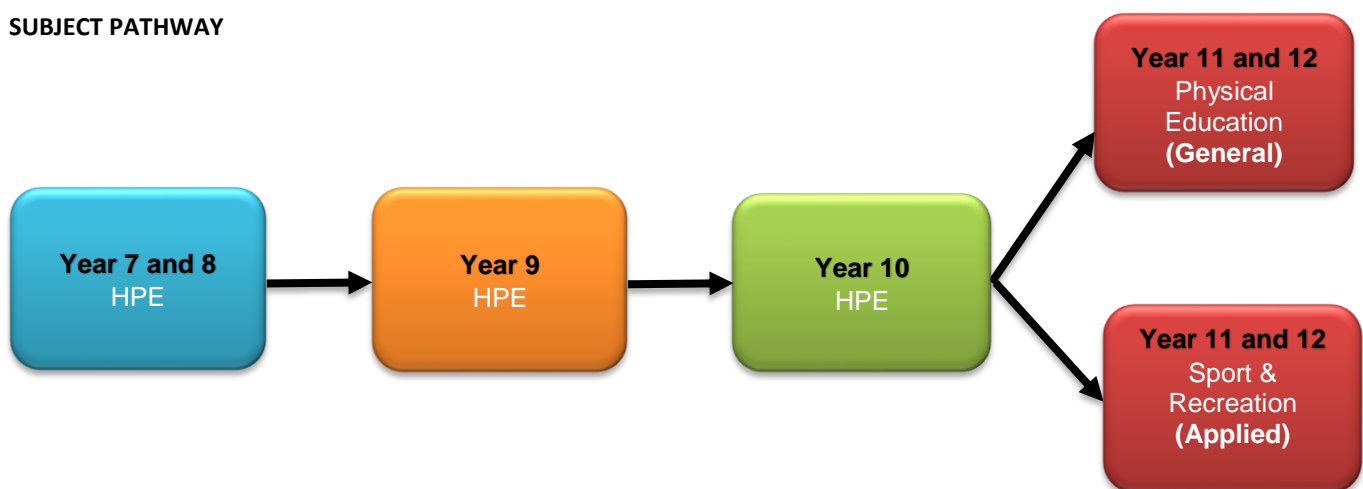 SUBJECT PATHWAY
Year 7 and 8
HPE
Year 9
HPE
Year 10
HPE
Year 11 and 12
Physical
Education
(General)
Year 11 and 12
Sport &
Recreation
(Applied)